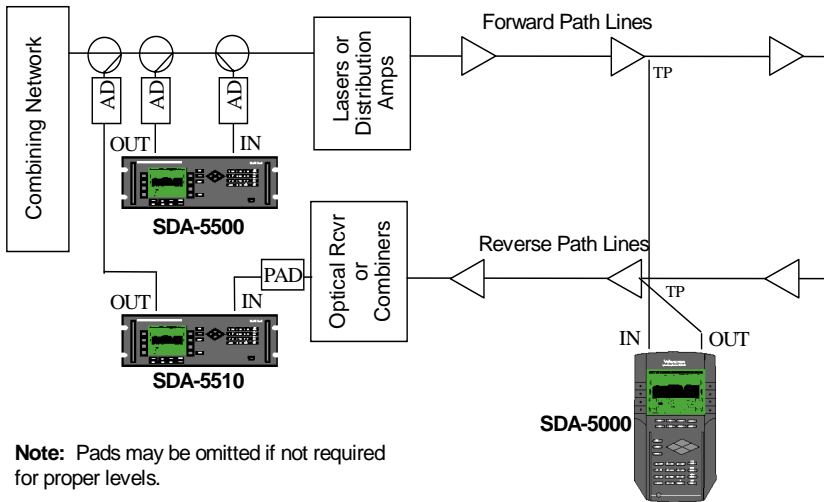 Combining Network
AD
AD
AD
Lasers or
Distribution
Amps
Forward Path Lines
TP
OUT
IN
SDA-5500
Optical Rcvr
or
Combiners
PAD
Reverse Path Lines
TP
OUT
IN
SDA-5510
IN
OUT
SDA-5000
Note: Pads may be omitted if not required
for proper levels.